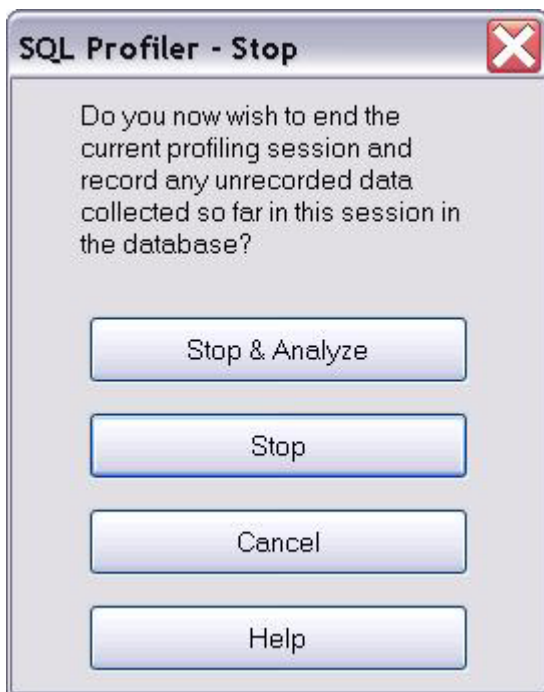 SQL Profiler - Stop
Do you now wish to end the
current profiling session and
record any unrecorded data
collected so far in this session in
the database?
Stop & Analyze
Stop
Cancel
Help